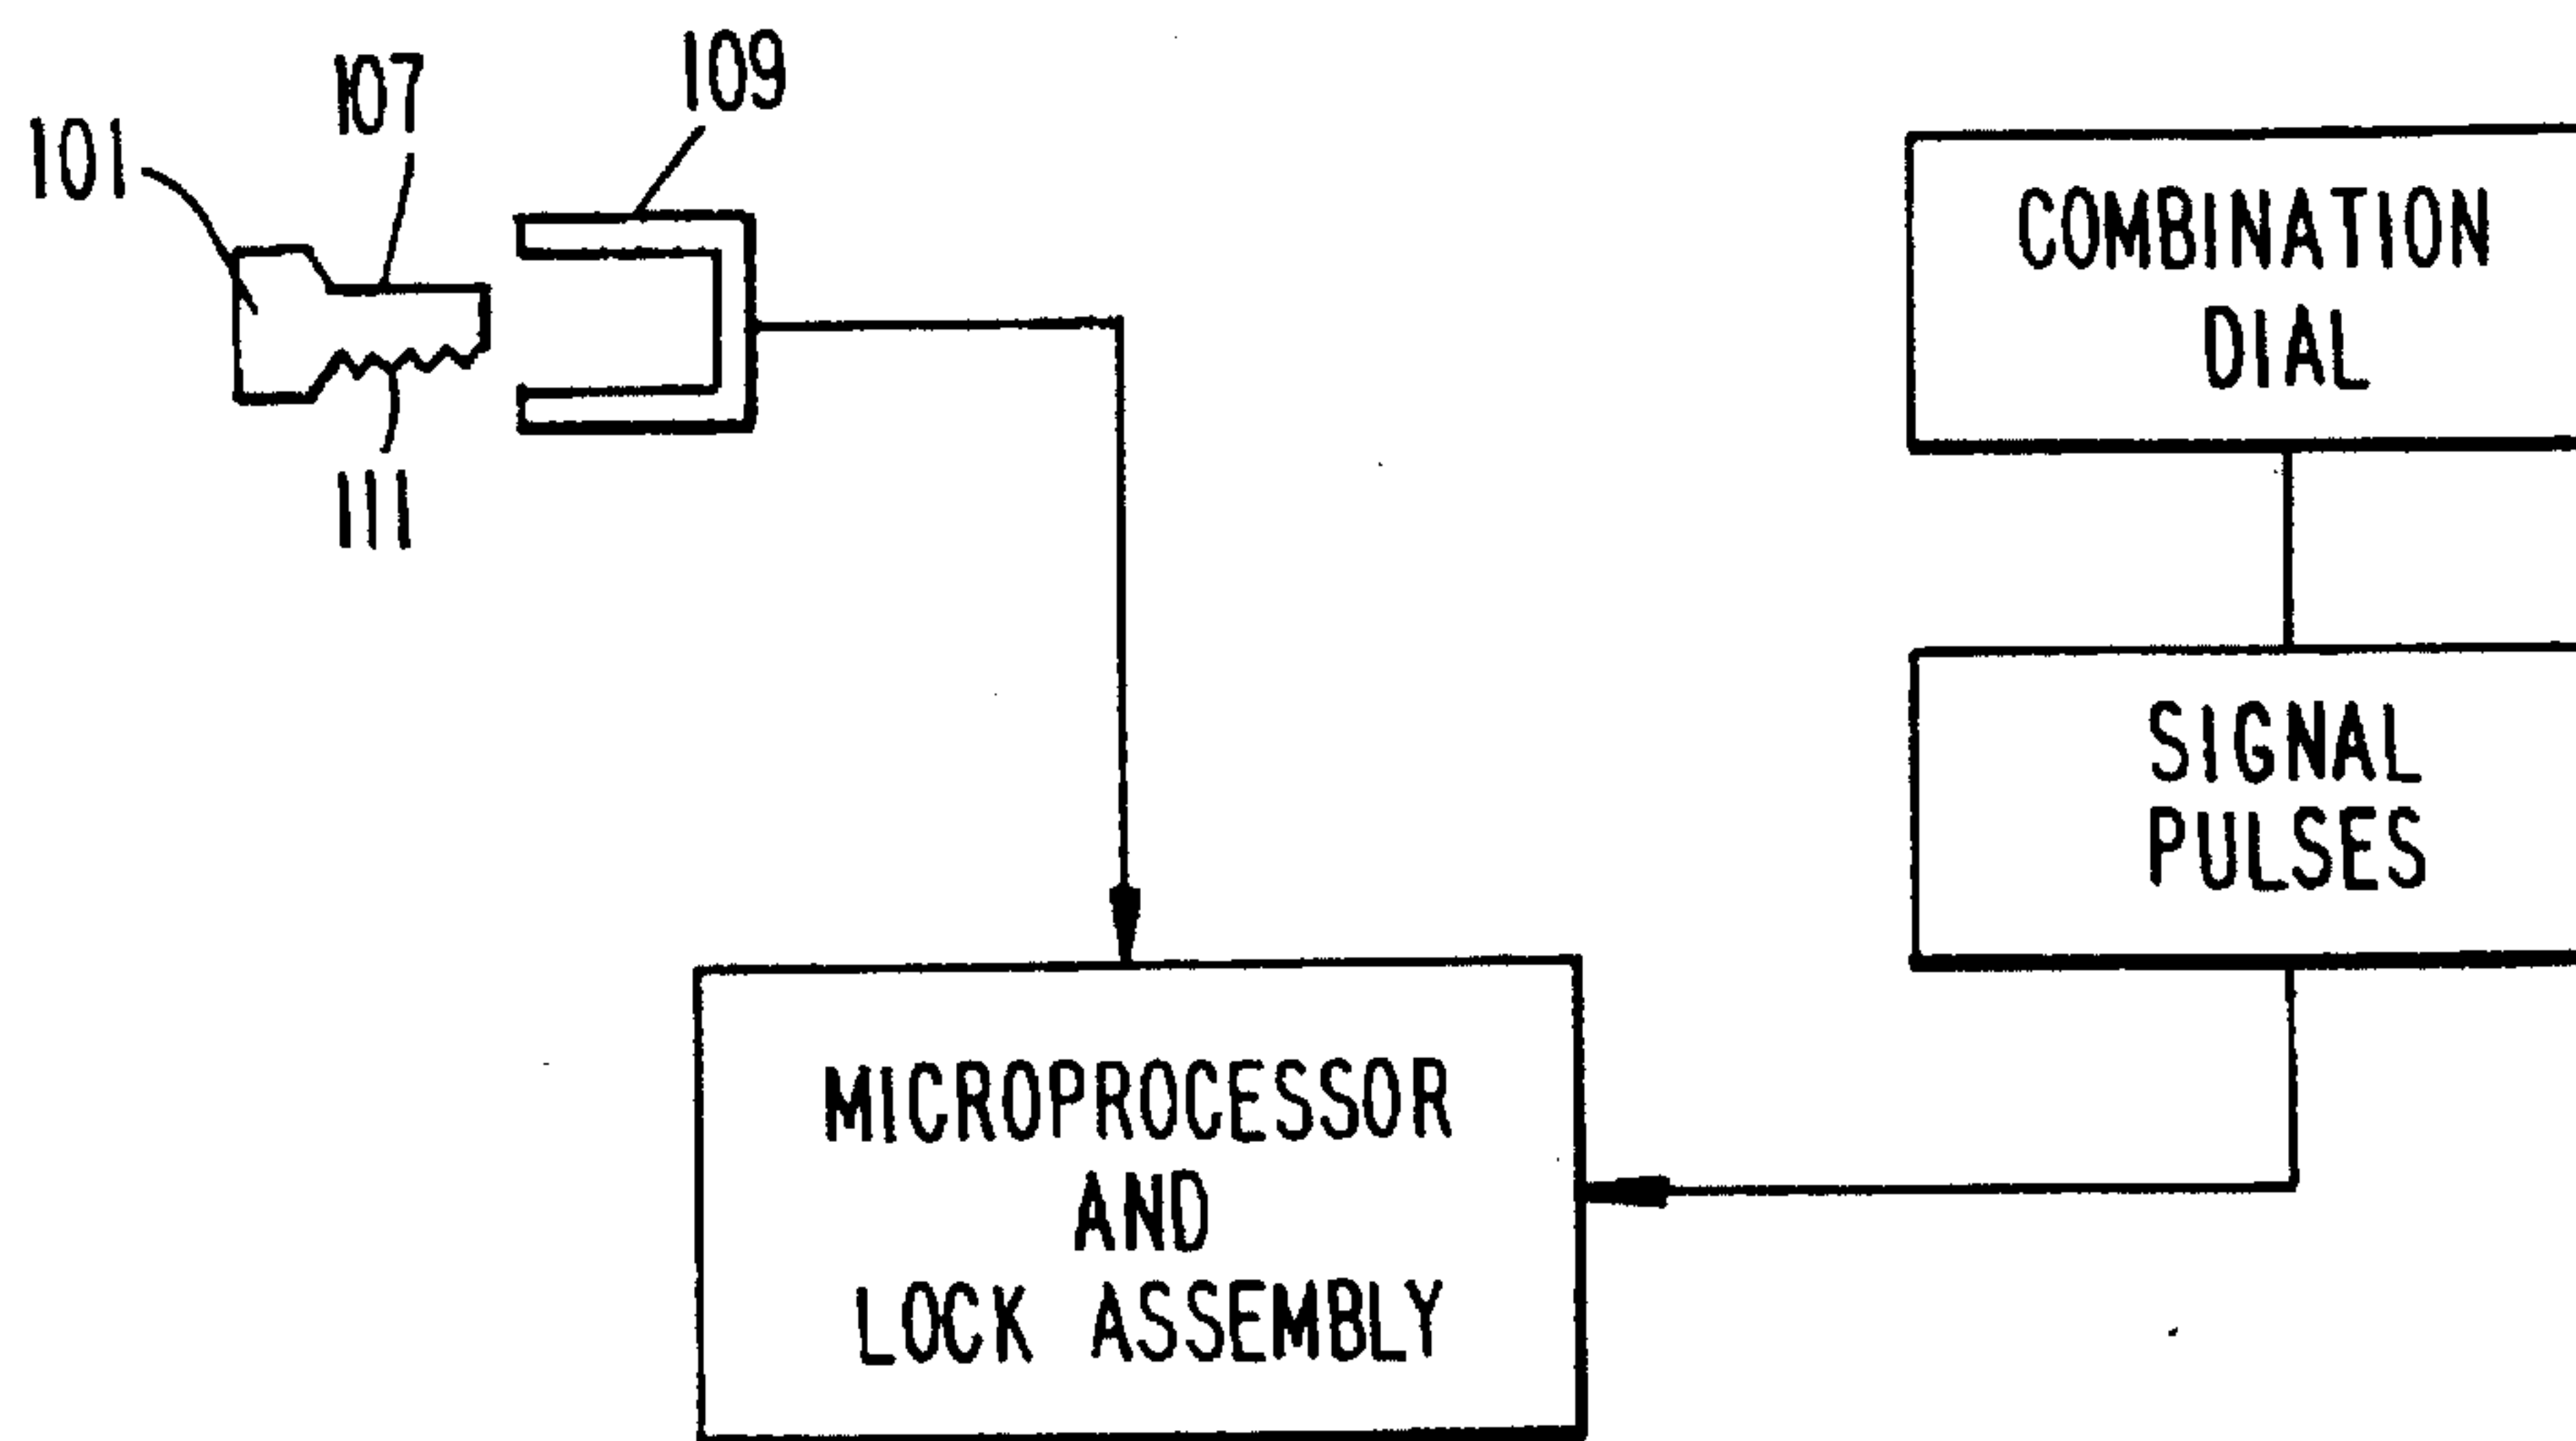 109
107
101
111
COMBINATION
DIAL
SIGNAL
PULSES
MICROPROCESSOR
AND
LOCK ASSEMBLY